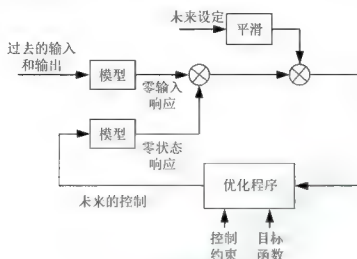 未来设定
平滑
过去的输入
和输出
模型
零输入
响应
模型
零状态
响应
优化程序
未来的控制
控制
约束
目标
函数